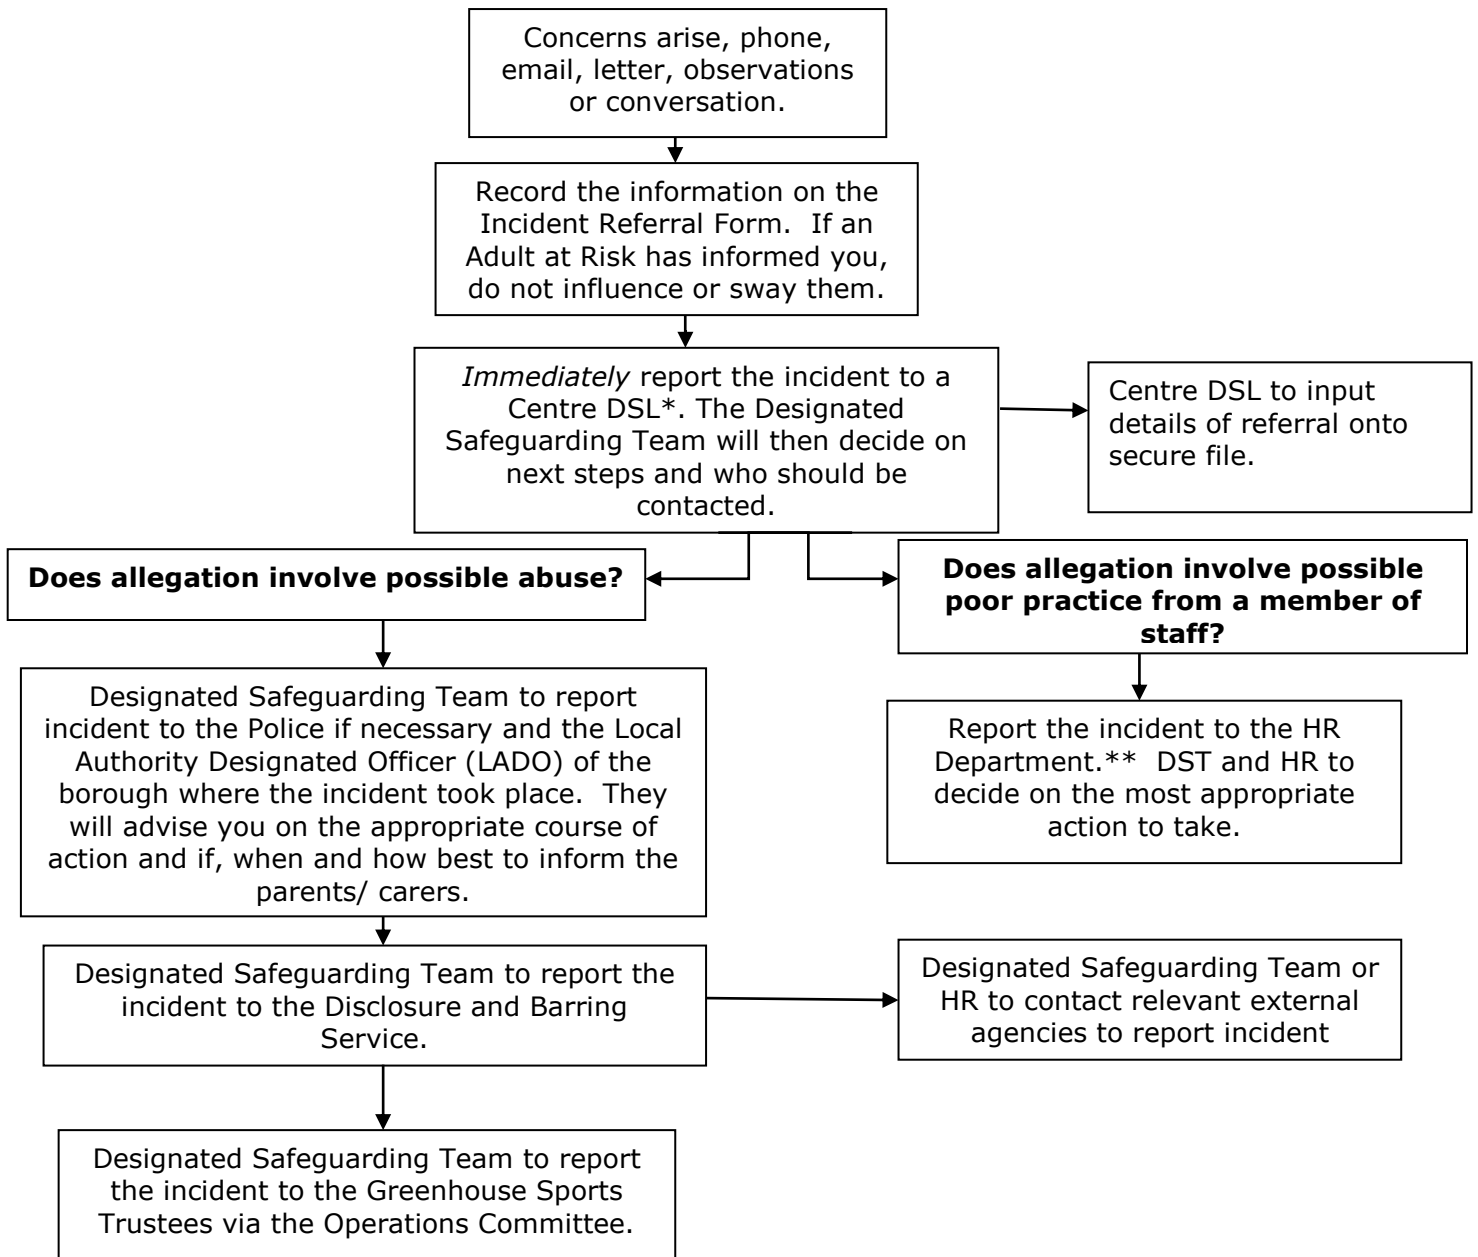 Concerns arise, phone,
email, letter, observations
or conversation.
Record the information on the
Incident Referral Form.  If an
Adult at Risk has informed you,
do not influence or sway them.
Immediately report the incident to a
Centre DSL*. The Designated
Safeguarding Team will then decide on
next steps and who should be
contacted.
Centre DSL to input
details of referral onto
secure file.
Does allegation involve possible abuse?
Does allegation involve possible
poor practice from a member of
staff?
Designated Safeguarding Team to report
incident to the Police if necessary and the Local
Authority Designated Officer (LADO) of the
borough where the incident took place.  They
will advise you on the appropriate course of
action and if, when and how best to inform the
parents/ carers.
Report the incident to the HR
Department.**  DST and HR to
decide on the most appropriate
action to take.
Designated Safeguarding Team to report the
incident to the Disclosure and Barring
Service.
Designated Safeguarding Team or
HR to contact relevant external
agencies to report incident
Designated Safeguarding Team to report
the incident to the Greenhouse Sports
Trustees via the Operations Committee.